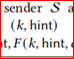 sender S a
(k, hint)
t, F(k, hint,